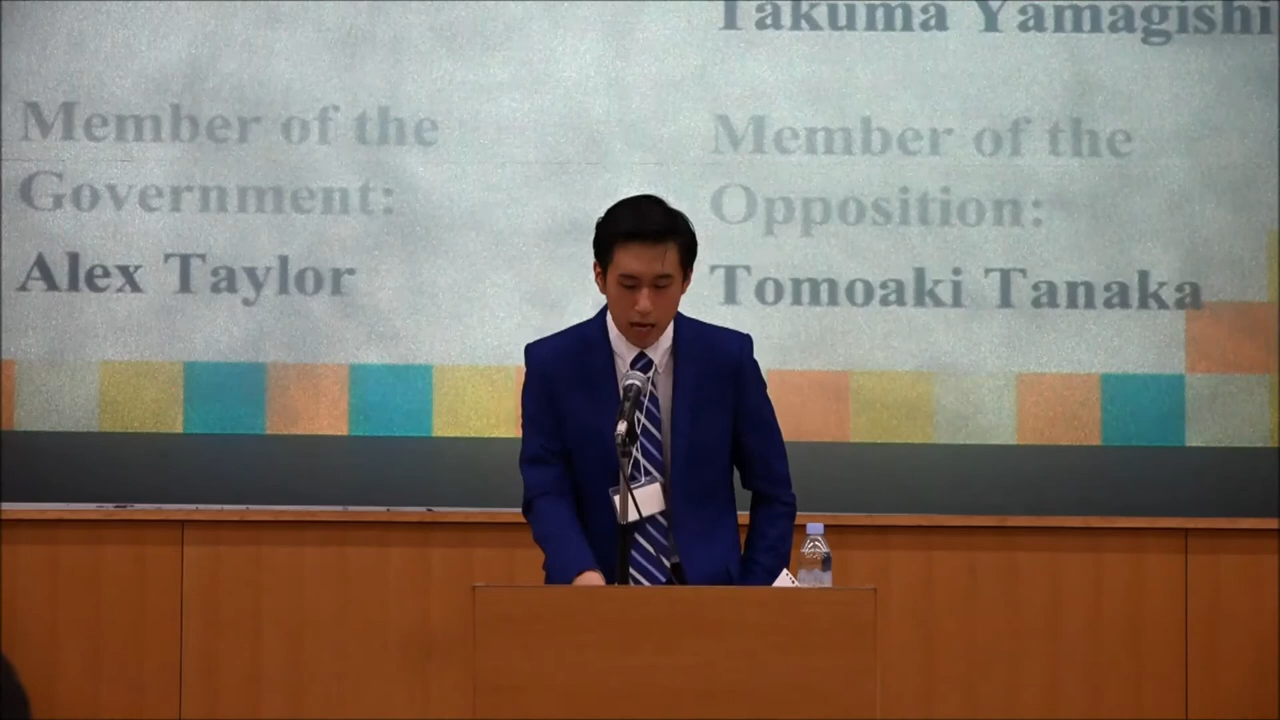 Takuma Yamagishi
Member of the
Government:
Alex Taylor
Member of the
Opposition:
Tomoaki Tanaka